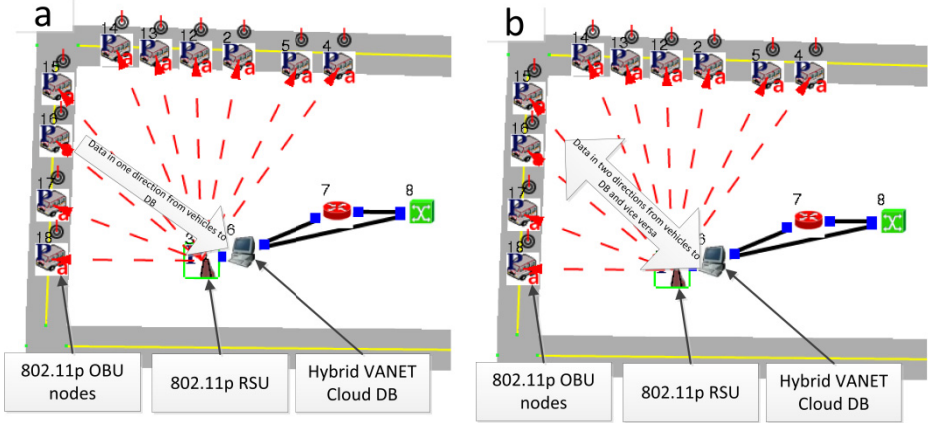 a
14
13
12
2
5
4
15
16
17
18
P
a
Data in one direction from vehicles to
DB
6
7
8
802.11p OBU
nodes
802.11p RSU
Hybrid VANET
Cloud DB
b
14
13
12
2
5
4
15
16
17
18
P
a
Data in two directions from vehicles to
DB and vice versa
7
8
802.11p OBU
nodes
802.11p RSU
Hybrid VANET
Cloud DB